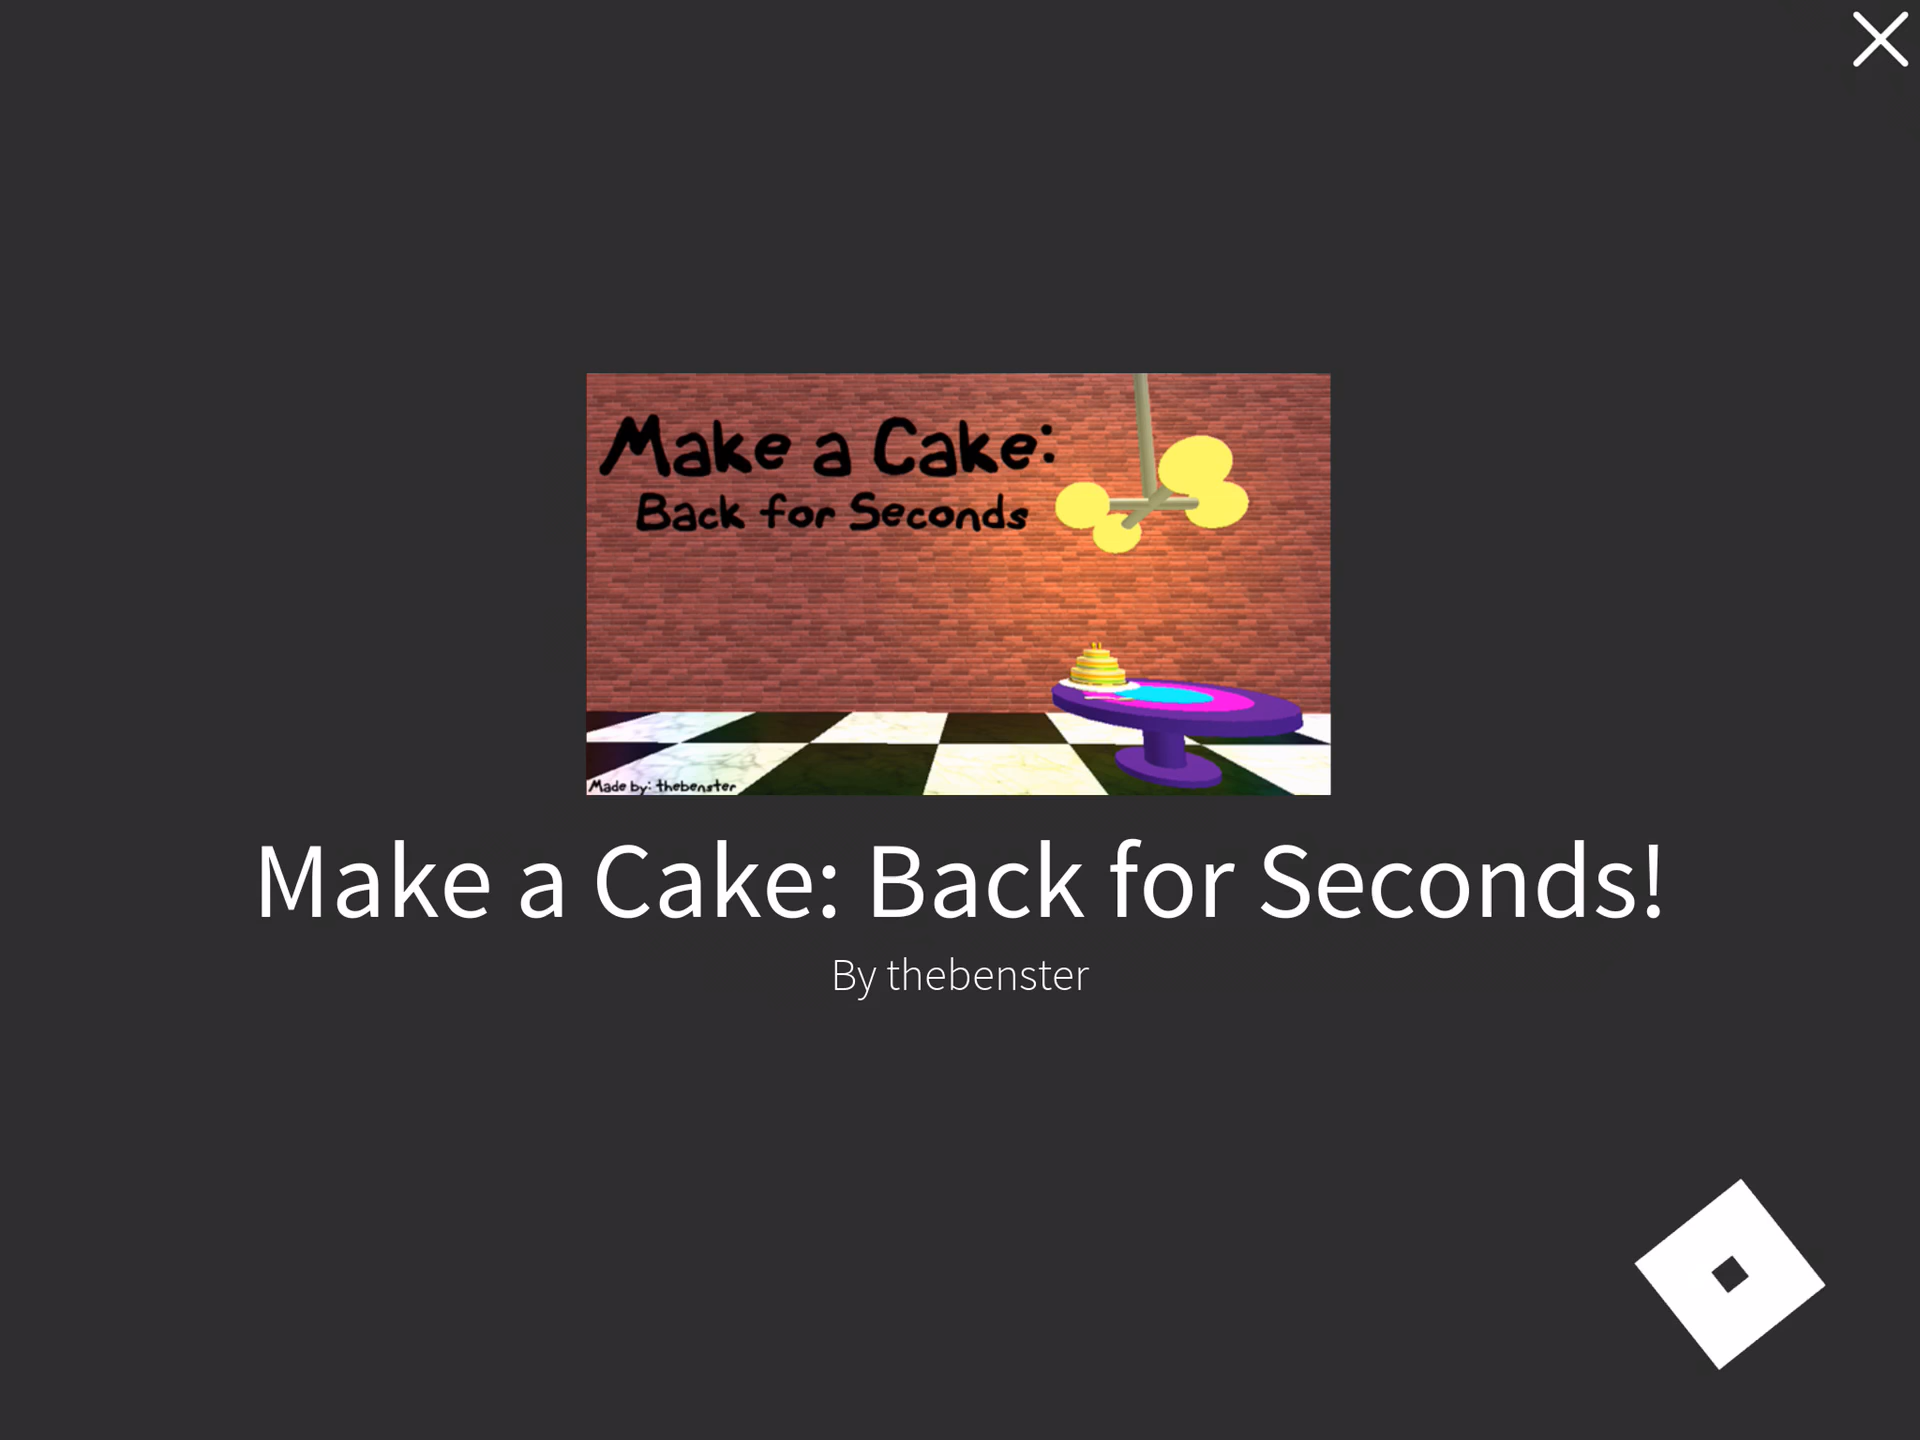 Make a Cake:
Back for Seconds
Made by: thebenster
Make a Cake: Back for Seconds!
By thebenster